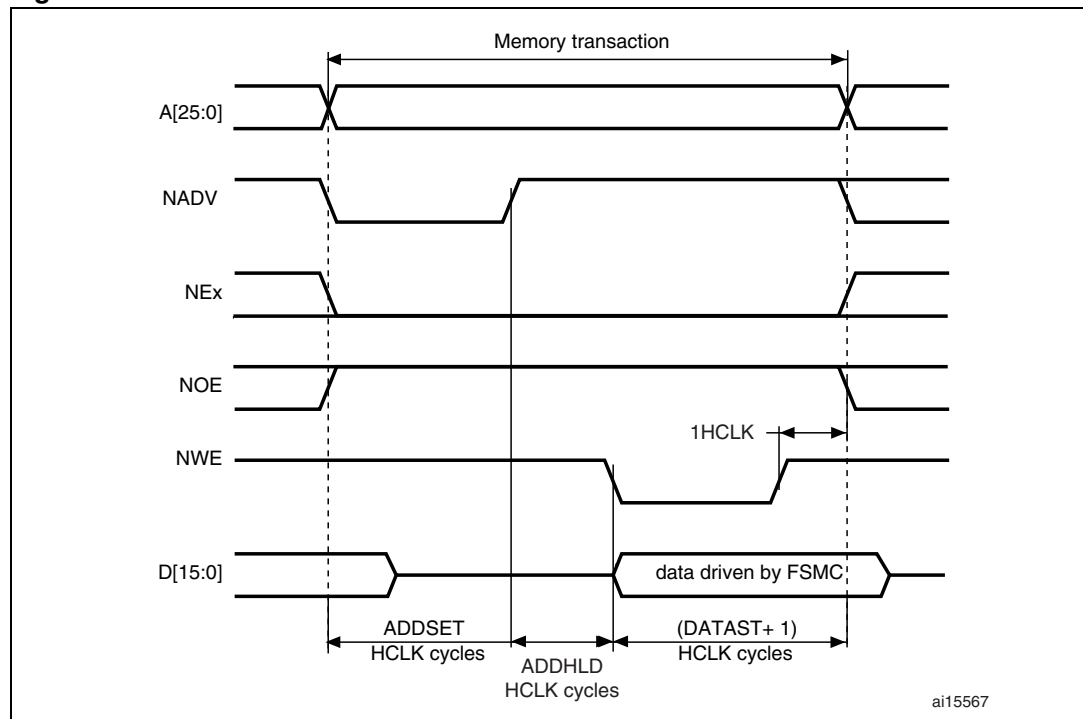 Memory transaction
A[25:0]
NADV
NEx
NOE
1HCLK
NWE
D[15:0]
data driven by FSMC
ADDSET
HCLK cycles
ADDHLD
HCLK cycles
(DATAST+ 1)
HCLK cycles
ai15567